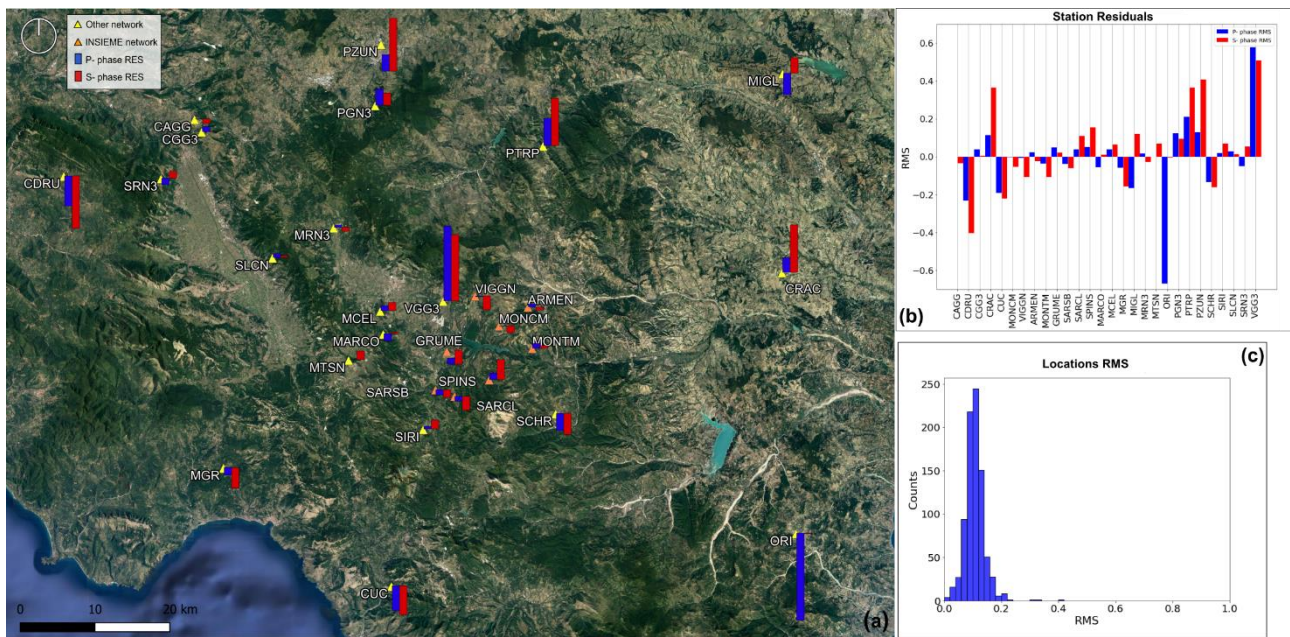 Other network
INSIEME network
P- phase RES
S- phase RES
PZUN
MIGL
PGN3
CAGG
CGG3
PTRP
CDRU
SRN3
MRN3
SLCN
CRAC
VIGGN
VGG3
ARMEN
MCEL
MONCM
MARCO
GRUME
MONTM
MTSN
SPINS
SARSB
SARCL
SCHR
SIRI
MGR
ORI
CUC
0 10 20 km
(a)
Station Residuals
P- phase RMS
S- phase RMS
0.6
0.4
0.2
0.0
−0.2
−0.4
−0.6
RMS
CAGG
CDRU
CGG3
CRAC
CUC
MONCM
VIGGN
ARMEN
MONTM
GRUME
SARSB
SARCL
SPINS
MARCO
MCEL
MGR
MIGL
MRN3
MTSN
ORI
PGN3
PTRP
PZUN
SCHR
SIRI
SLCN
SRN3
VGG3
(b)
(c)
Locations RMS
250
200
150
100
50
0
Counts
0.0 0.2 0.4 0.6 0.8 1.0
RMS